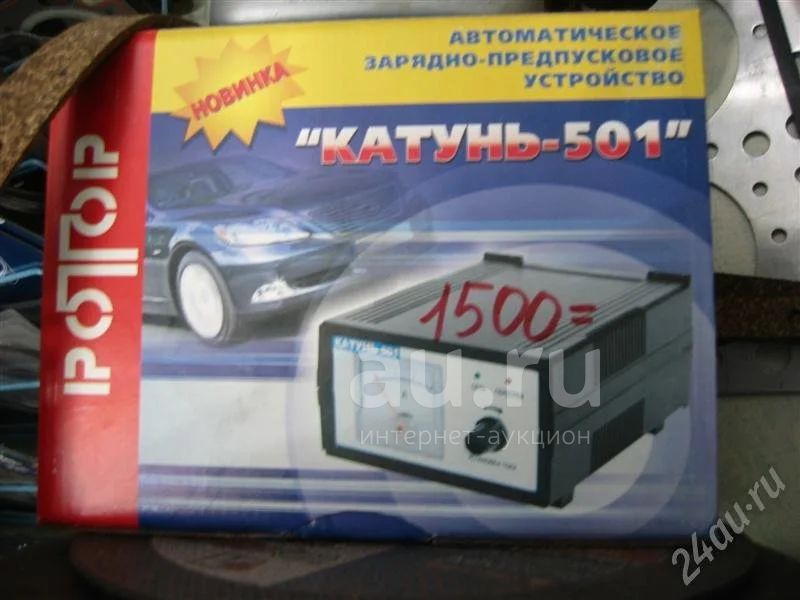 АВТОМАТИЧЕСКОЕ
ЗАРЯДНО-ПРЕДПУСКОВОЕ
УСТРОЙСТВО
НОВИНКА
"КАТУНЬ-501"
РОТОР
1500=
au.ru
интернет-аукцион
24au.ru